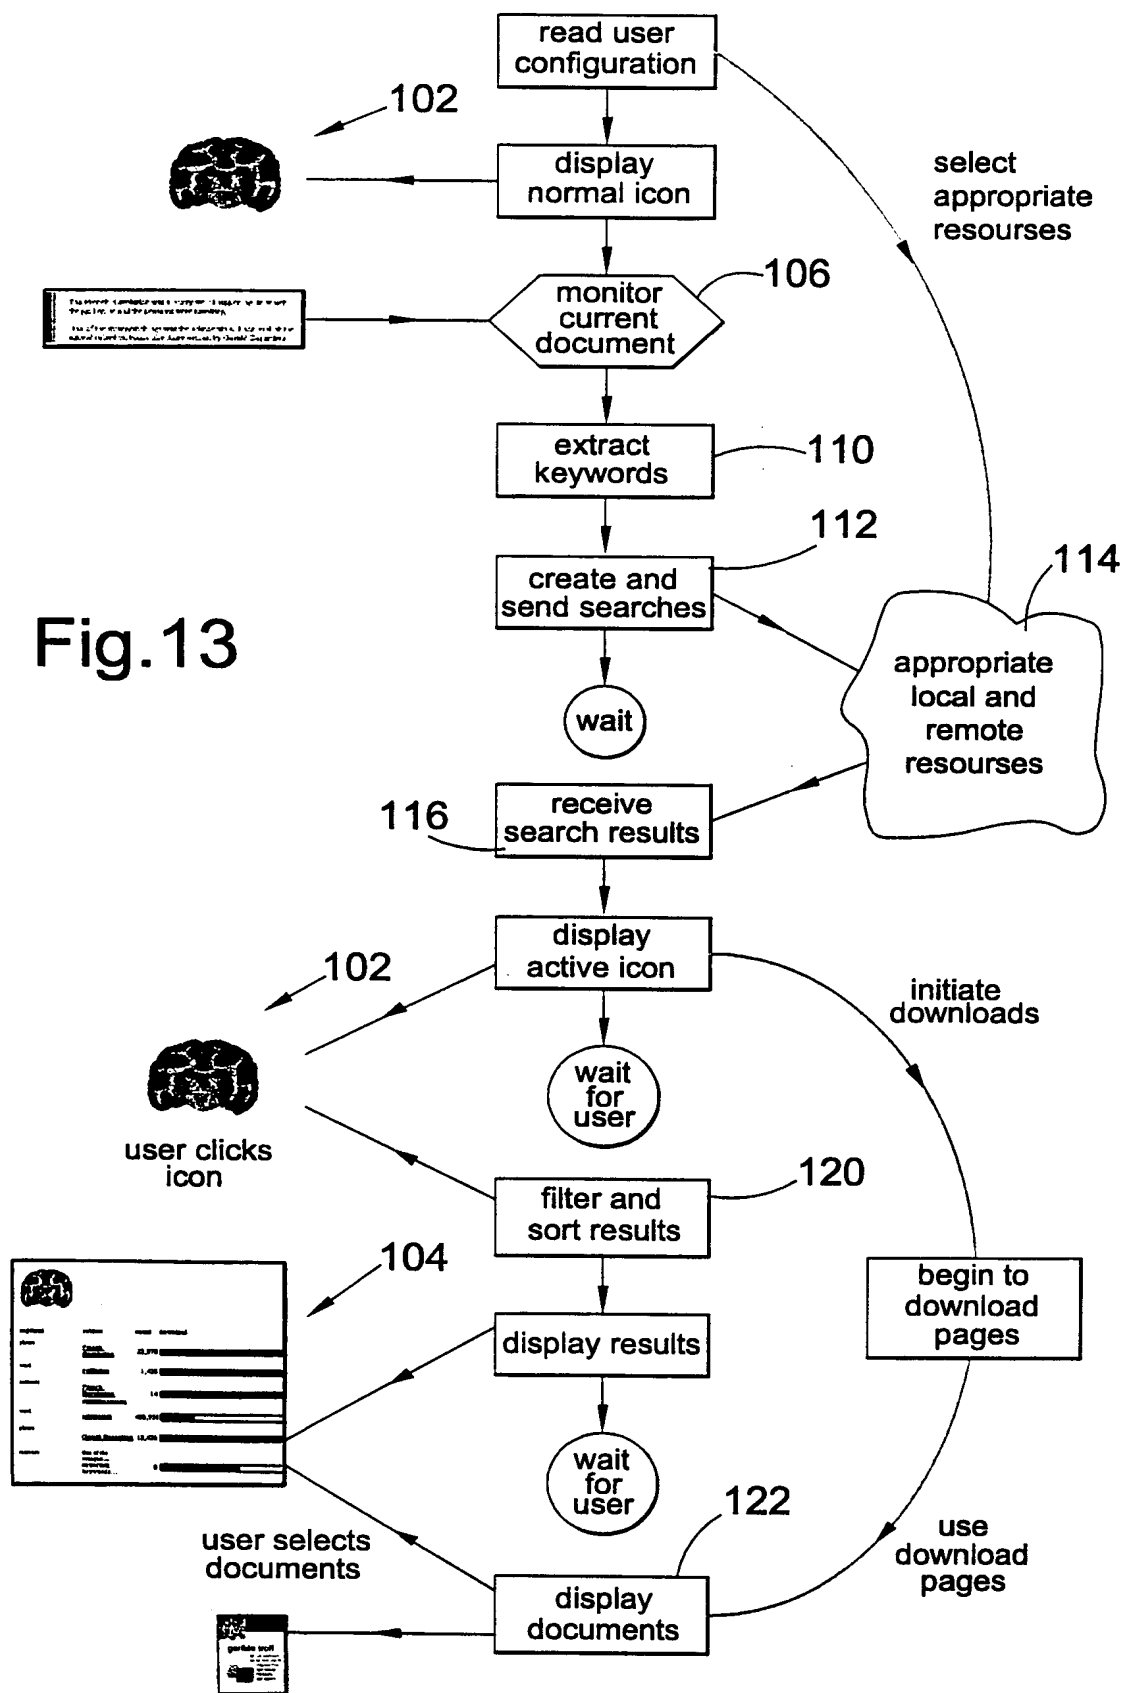 read user
configuration
102
display
normal icon
select
appropriate
resourses
106
monitor
current
document
extract
keywords
110
112
create and
send searches
114
Fig.13
appropriate
local and
remote
resourses
wait
receive
search results
116
display
active icon
102
initiate
downloads
wait
for
user
user clicks
icon
120
filter and
sort results
104
begin to
download
pages
display results
wait
for
user
122
user selects
documents
use
download
pages
display
documents